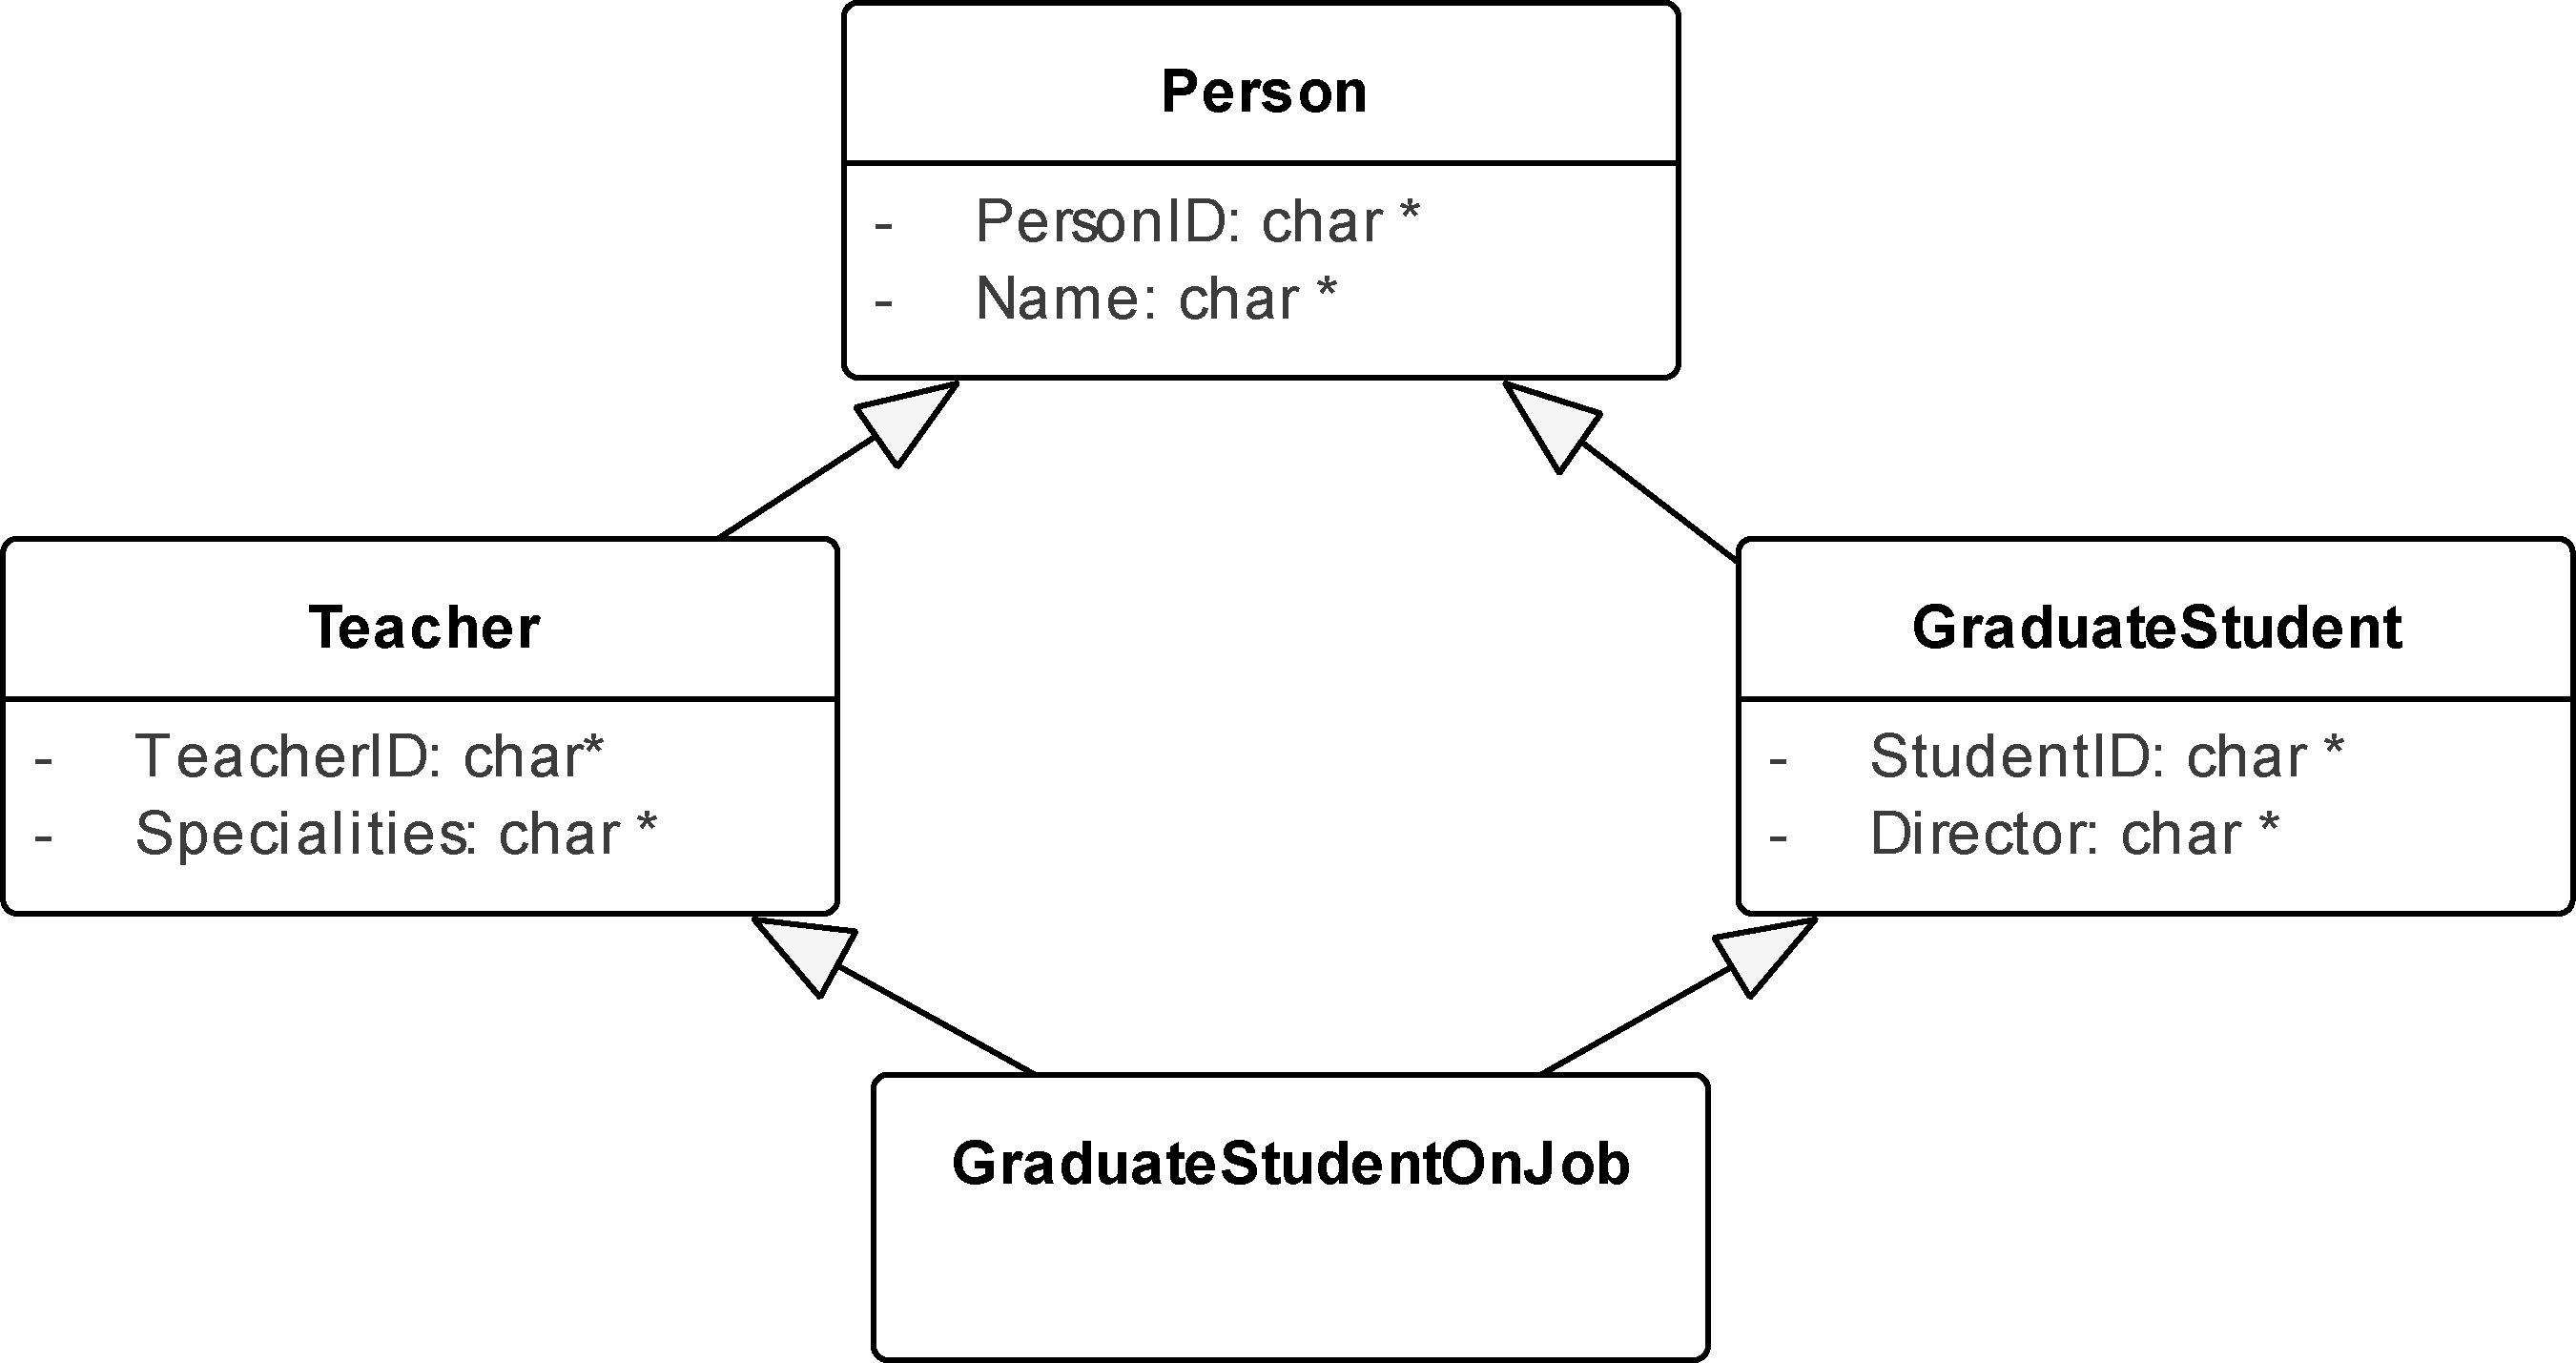 Person
- PersonID: char *
- Name: char *
Teacher
- TeacherID: char*
- Specialities: char *
GraduateStudent
- StudentID: char *
- Director: char *
GraduateStudentOnJob